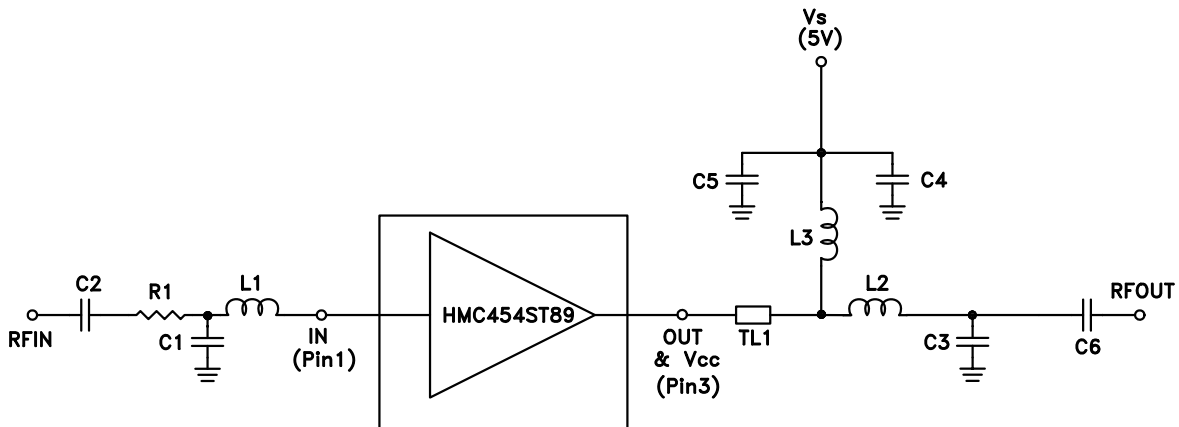 Vs
(5V)
C5
C4
L3
C2
R1
L1
L2
RFOUT
HMC454ST89
RFIN
C1
IN
(Pin1)
OUT
& Vcc
(Pin3)
TL1
C3
C6